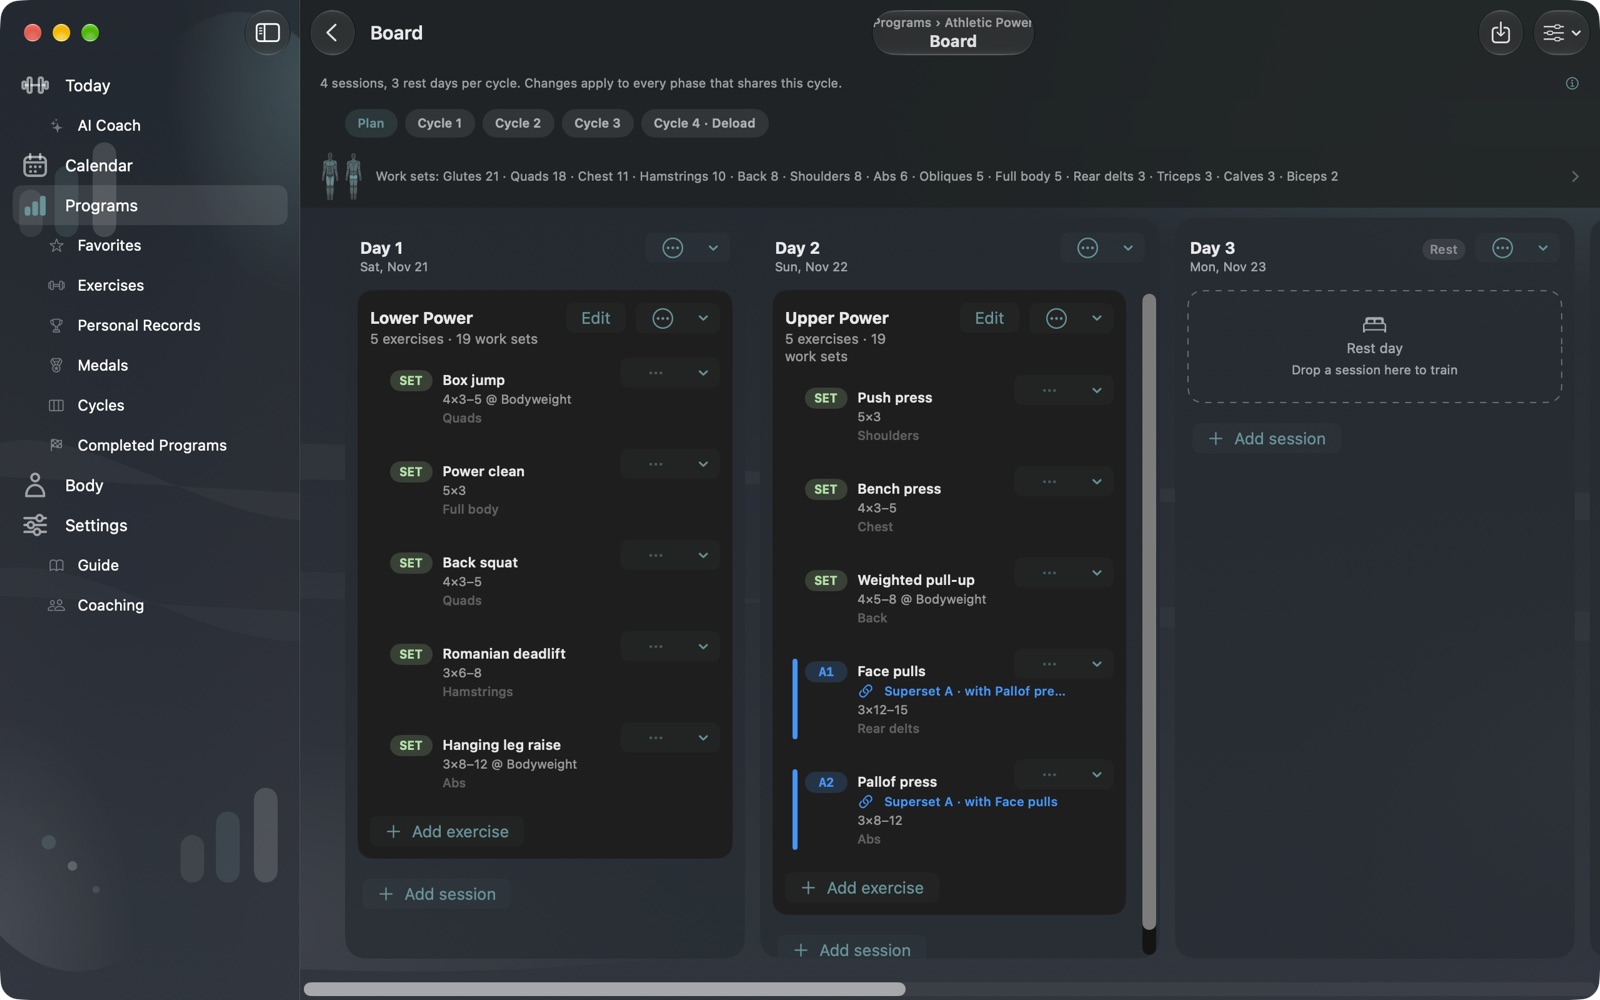 Today
AI Coach
Calendar
Programs
Favorites
Exercises
Personal Records
Medals
Cycles
Completed Programs
Body
Settings
Guide
Coaching
Board
Programs › Athletic Power
Board
4 sessions, 3 rest days per cycle. Changes apply to every phase that shares this cycle.
Plan
Cycle 1
Cycle 2
Cycle 3
Cycle 4 · Deload
Work sets: Glutes 21 · Quads 18 · Chest 11 · Hamstrings 10 · Back 8 · Shoulders 8 · Abs 6 · Obliques 5 · Full body 5 · Rear delts 3 · Triceps 3 · Calves 3 · Biceps 2
Day 1
Sat, Nov 21
Lower Power
Edit
5 exercises · 19 work sets
SET
Box jump
4×3–5 @ Bodyweight
Quads
SET
Power clean
5×3
Full body
SET
Back squat
4×3–5
Quads
SET
Romanian deadlift
3×6–8
Hamstrings
SET
Hanging leg raise
3×8–12 @ Bodyweight
Abs
+ Add exercise
+ Add session
Day 2
Sun, Nov 22
Upper Power
Edit
5 exercises · 19
work sets
SET
Push press
5×3
Shoulders
SET
Bench press
4×3–5
Chest
SET
Weighted pull-up
4×5–8 @ Bodyweight
Back
A1
Face pulls
Superset A · with Pallof pre...
3×12–15
Rear delts
A2
Pallof press
Superset A · with Face pulls
3×8–12
Abs
+ Add exercise
+ Add session
Day 3
Rest
Mon, Nov 23
Rest day
Drop a session here to train
+ Add session